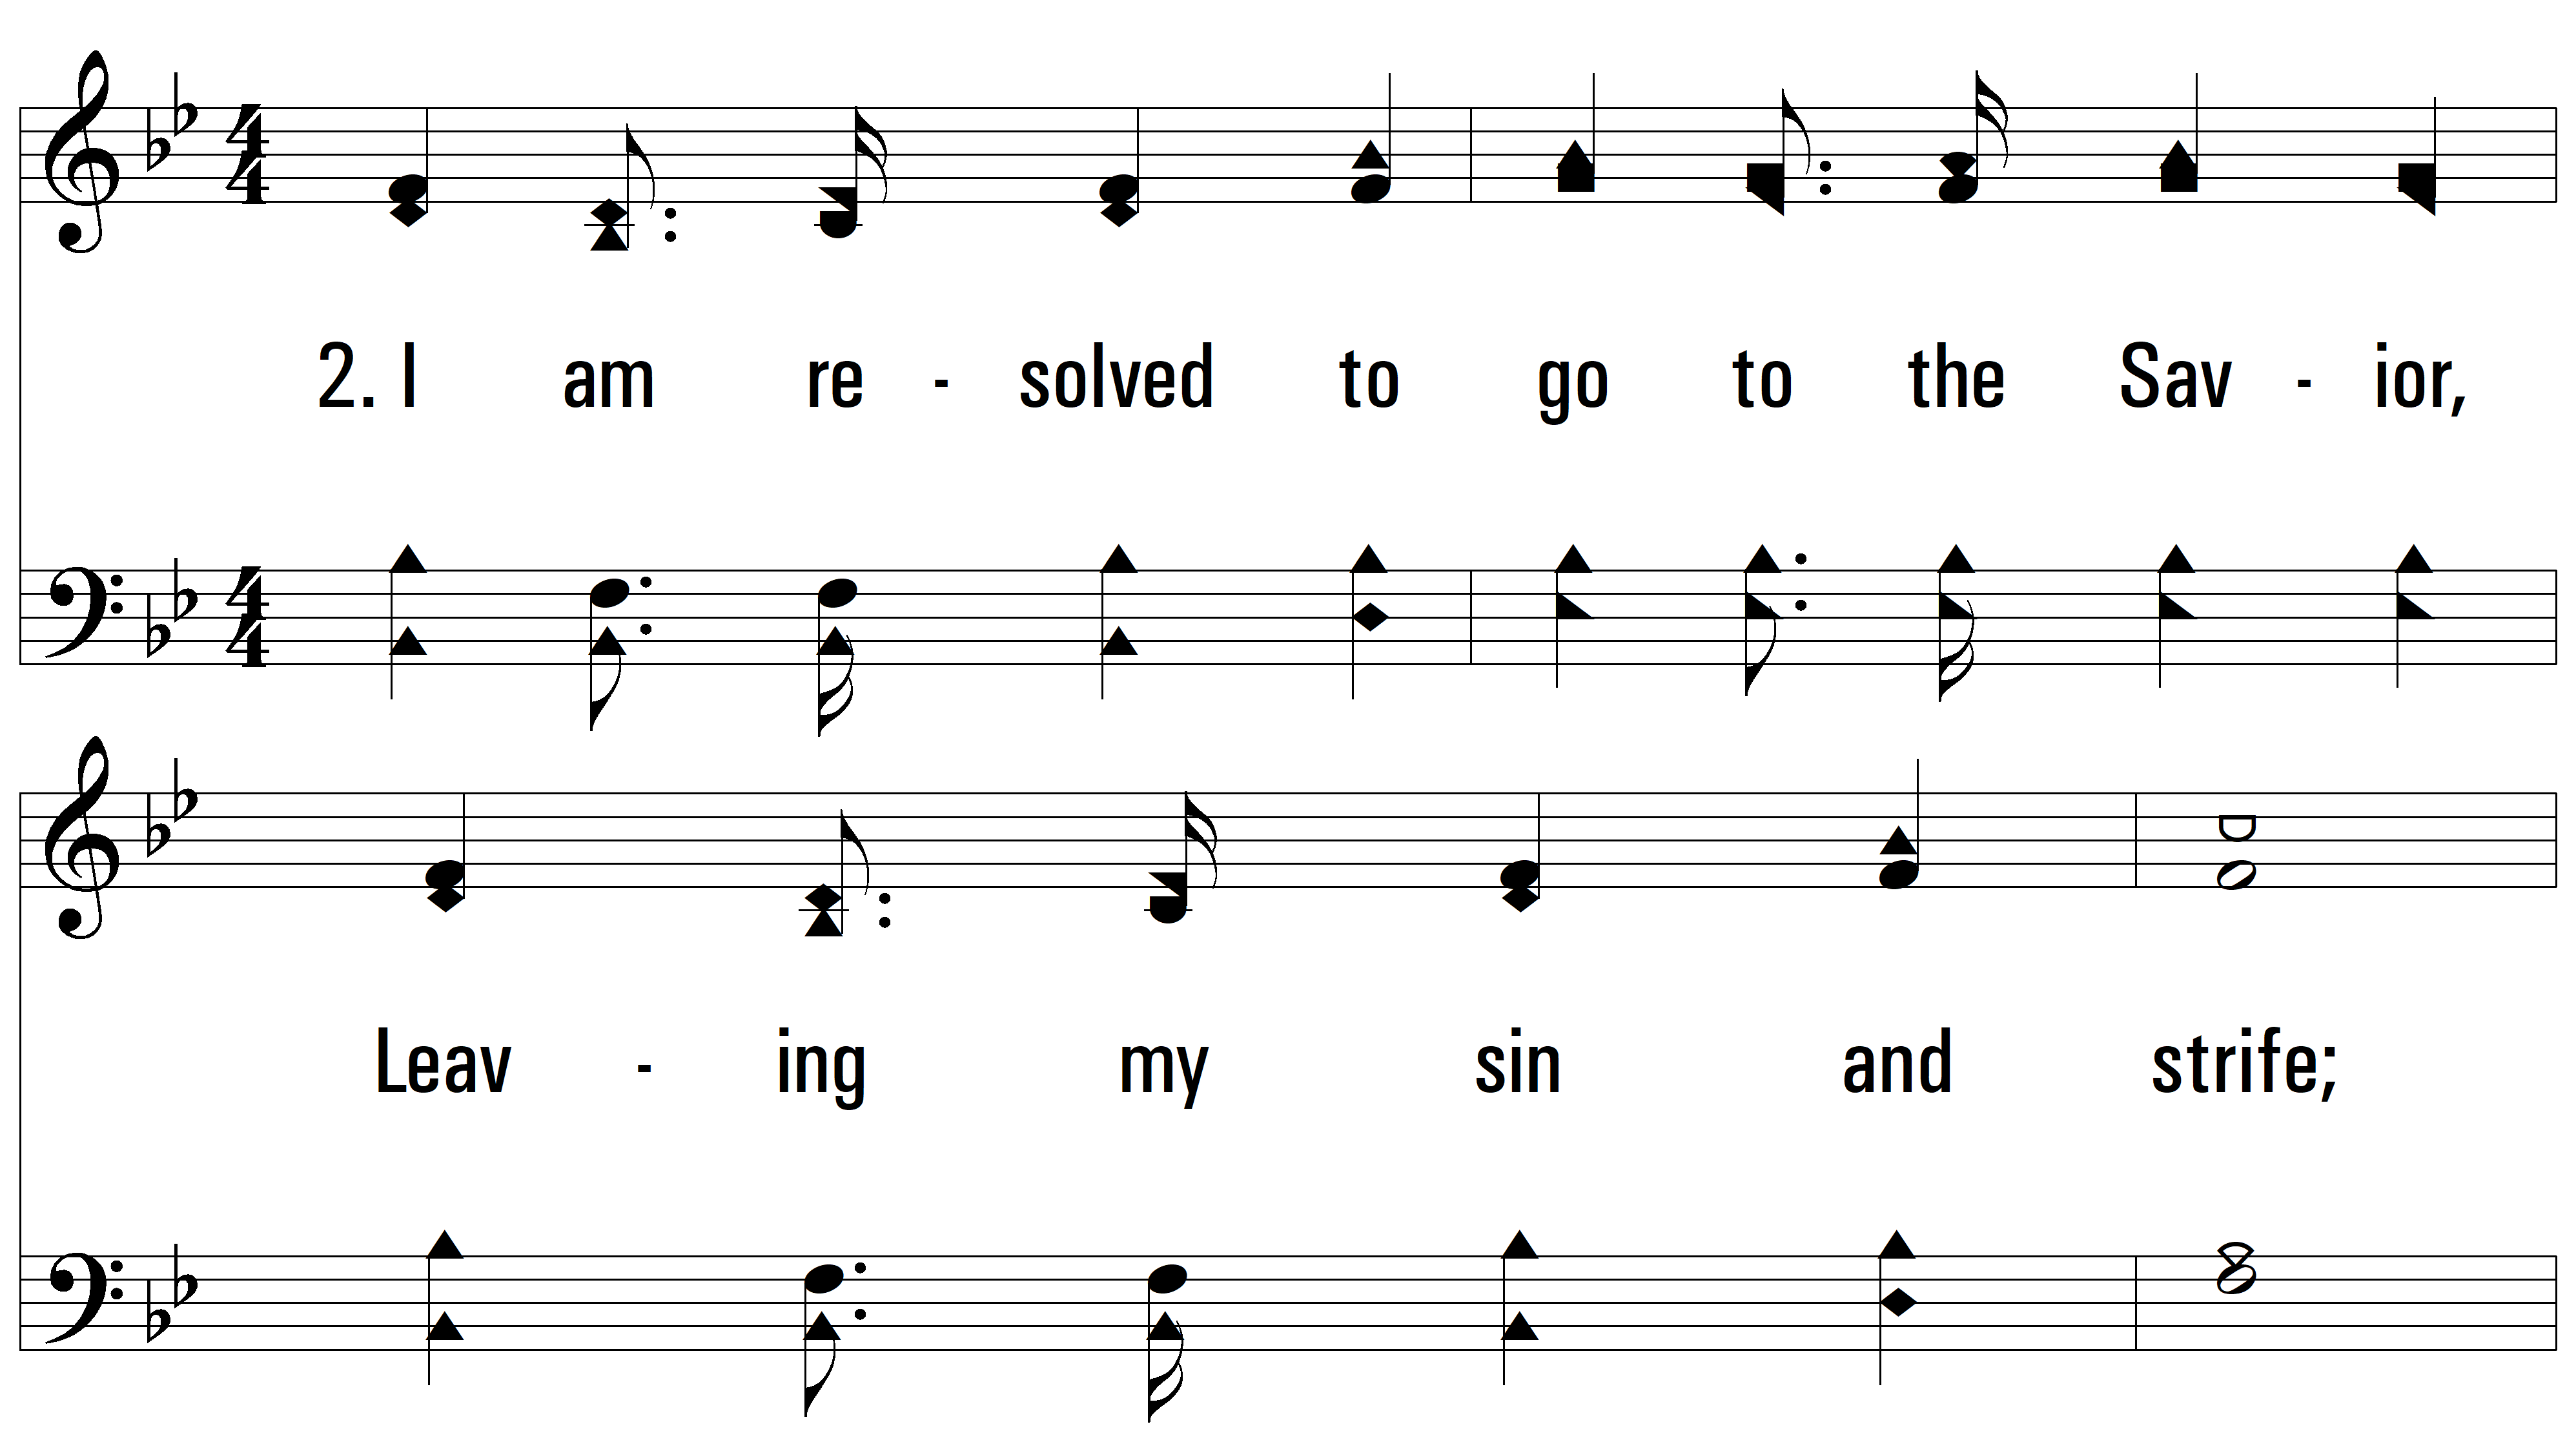 2. I am re - solved to go to the Sav - ior,
Leav - ing my sin and strife;